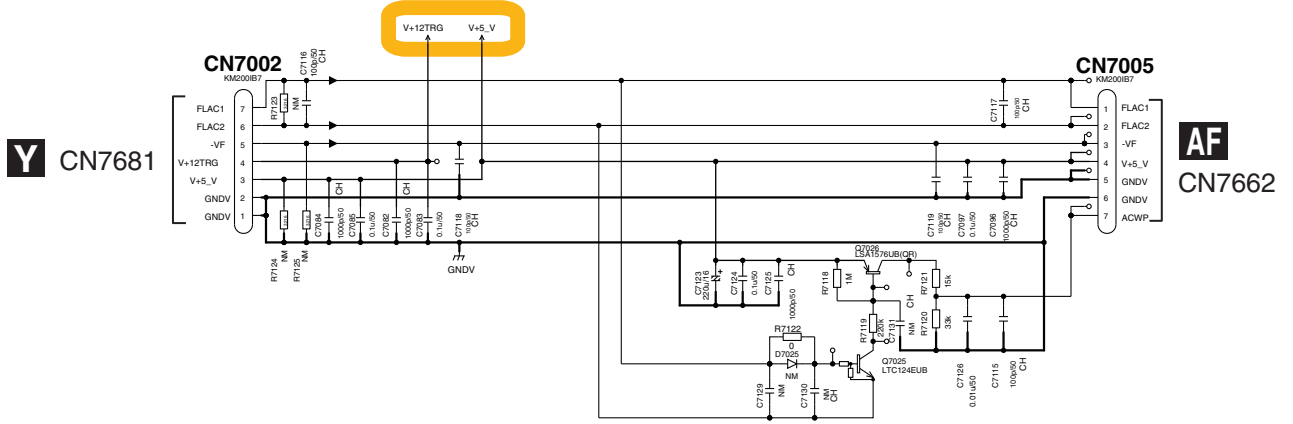 V+12TRG
V+5_V
CN7002
KM200IB7
CN7005
KM200IB7
C7116
100p/50
CH
R7123
NM
FLAC1
7
FLAC2
6
-VF
5
V+12TRG
4
V+5_V
3
GNDV
2
GNDV
1
Y
CN7681
C7117
100p/50
CH
1
FLAC1
2
FLAC2
3
-VF
4
V+5_V
5
GNDV
6
GNDV
7
ACWP
AF
CN7662
R7124
NM
R7125
NM
C7084
1000p/50
CH
C7085
0.1u/50
C7082
1000p/50
CH
C7083
0.1u/50
C7118
100p/50
CH
GNDV
C7119
100p/50
CH
C7097
0.1u/50
C7096
1000p/50
CH
C7123
220u/16
+
C7124
0.1u/50
C7125
1000p/50
CH
R7118
1M
Q7026
LSA1576UB(QR)
R7121
15k
R7119
220k
C7131
NM
CH
R7120
33k
C7126
0.01u/50
C7115
100p/50
CH
R7122
0
D7025
NM
C7129
NM
C7130
NM
CH
Q7025
LTC124EUB